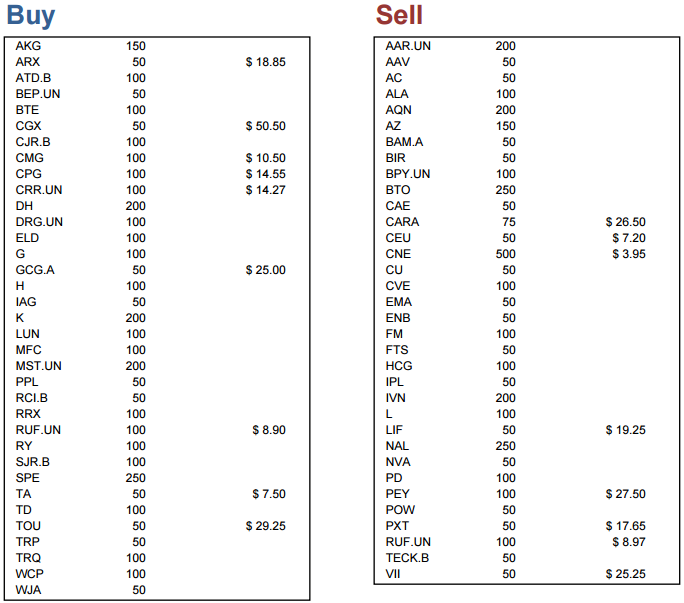 Buy
AKG 150
ARX 50 $ 18.85
ATD.B 100
BEP.UN 50
BTE 100
CGX 50 $ 50.50
CJR.B 100
CMG 100 $ 10.50
CPG 100 $ 14.55
CRR.UN 100 $ 14.27
DH 200
DRG.UN 100
ELD 100
G 100
GCG.A 50 $ 25.00
H 100
IAG 50
K 200
LUN 100
MFC 100
MST.UN 200
PPL 50
RCI.B 50
RRX 100
RUF.UN 100 $ 8.90
RY 100
SJR.B 100
SPE 250
TA 50 $ 7.50
TD 100
TOU 50 $ 29.25
TRP 50
TRQ 100
WCP 100
WJA 50
Sell
AAR.UN 200
AAV 50
AC 50
ALA 100
AQN 200
AZ 150
BAM.A 50
BIR 50
BPY.UN 100
BTO 250
CAE 50
CARA 75 $ 26.50
CEU 50 $ 7.20
CNE 500 $ 3.95
CU 50
CVE 100
EMA 50
ENB 50
FM 100
FTS 50
HCG 100
IPL 50
IVN 200
L 100
LIF 50 $ 19.25
NAL 250
NVA 50
PD 100
PEY 100 $ 27.50
POW 50
PXT 50 $ 17.65
RUF.UN 100 $ 8.97
TECK.B 50
VII 50 $ 25.25